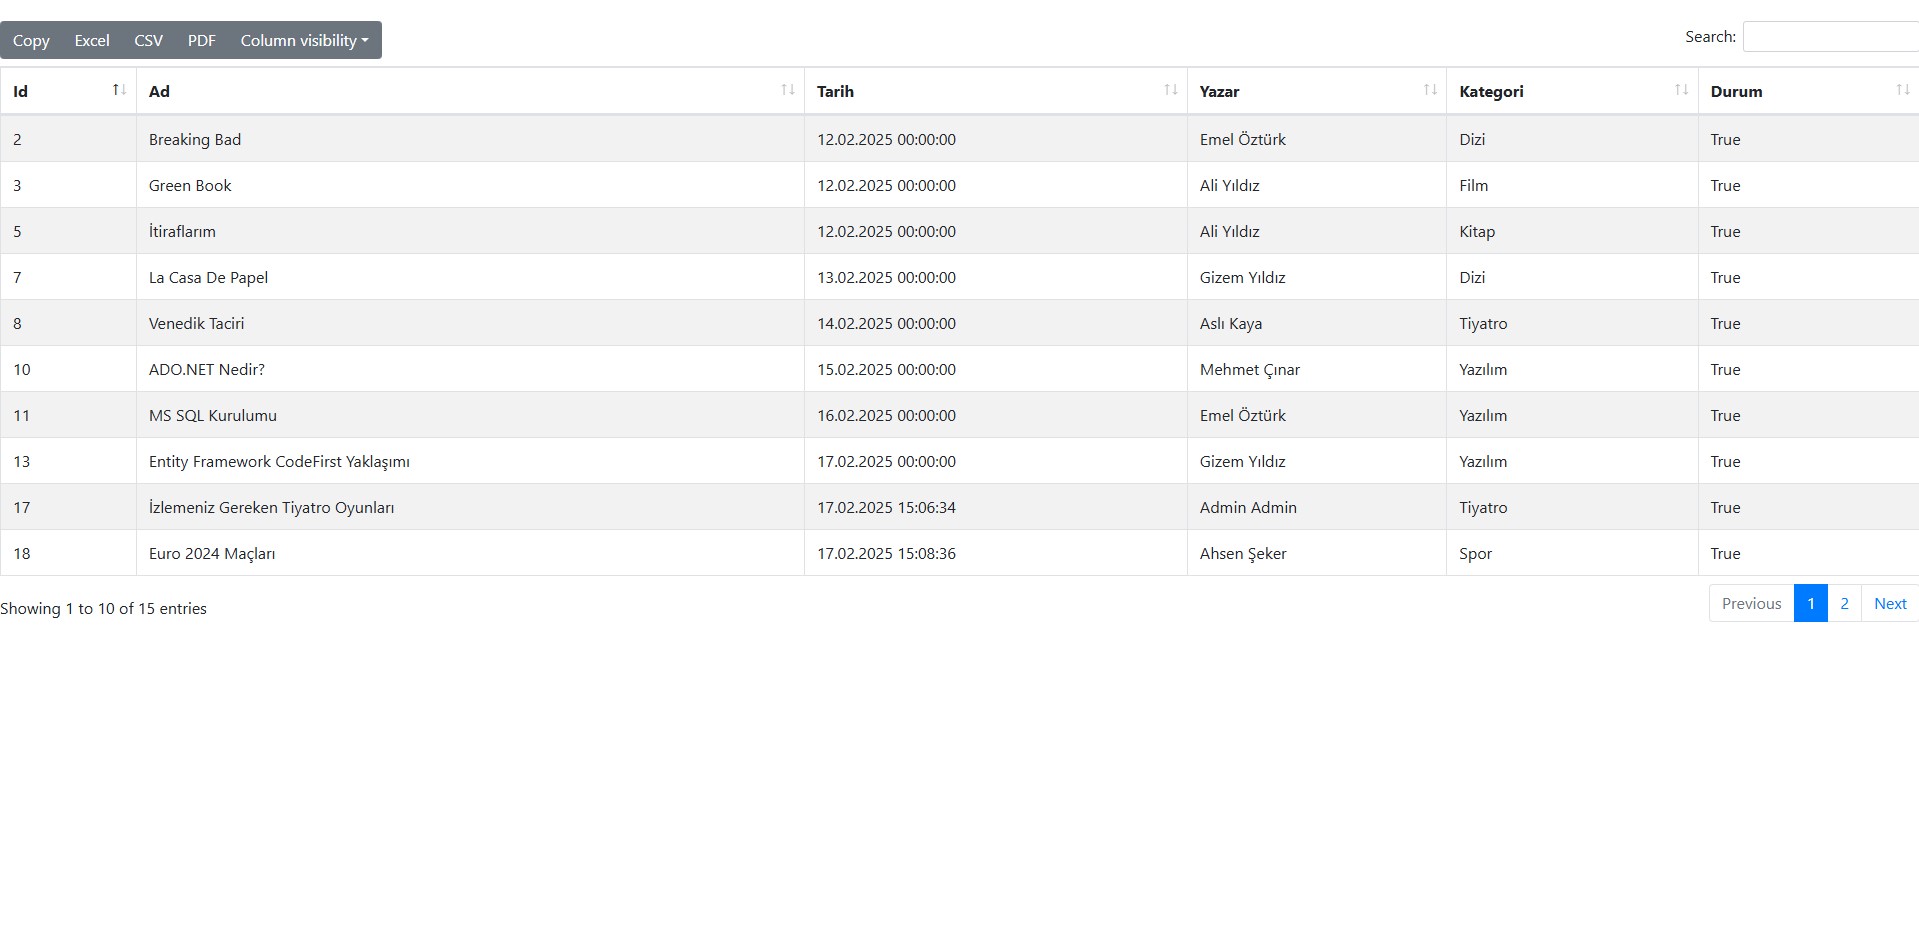 Copy Excel CSV PDF Column visibility Search:
Id Ad Tarih Yazar Kategori Durum
2 Breaking Bad 12.02.2025 00:00:00 Emel Öztürk Dizi True
3 Green Book 12.02.2025 00:00:00 Ali Yıldız Film True
5 İtiraflarım 12.02.2025 00:00:00 Ali Yıldız Kitap True
7 La Casa De Papel 13.02.2025 00:00:00 Gizem Yıldız Dizi True
8 Venedik Taciri 14.02.2025 00:00:00 Aslı Kaya Tiyatro True
10 ADO.NET Nedir? 15.02.2025 00:00:00 Mehmet Çınar Yazılım True
11 MS SQL Kurulumu 16.02.2025 00:00:00 Emel Öztürk Yazılım True
13 Entity Framework CodeFirst Yaklaşımı 17.02.2025 00:00:00 Gizem Yıldız Yazılım True
17 İzlemeniz Gereken Tiyatro Oyunları 17.02.2025 15:06:34 Admin Admin Tiyatro True
18 Euro 2024 Maçları 17.02.2025 15:08:36 Ahsen Şeker Spor True
Showing 1 to 10 of 15 entries Previous 1 2 Next